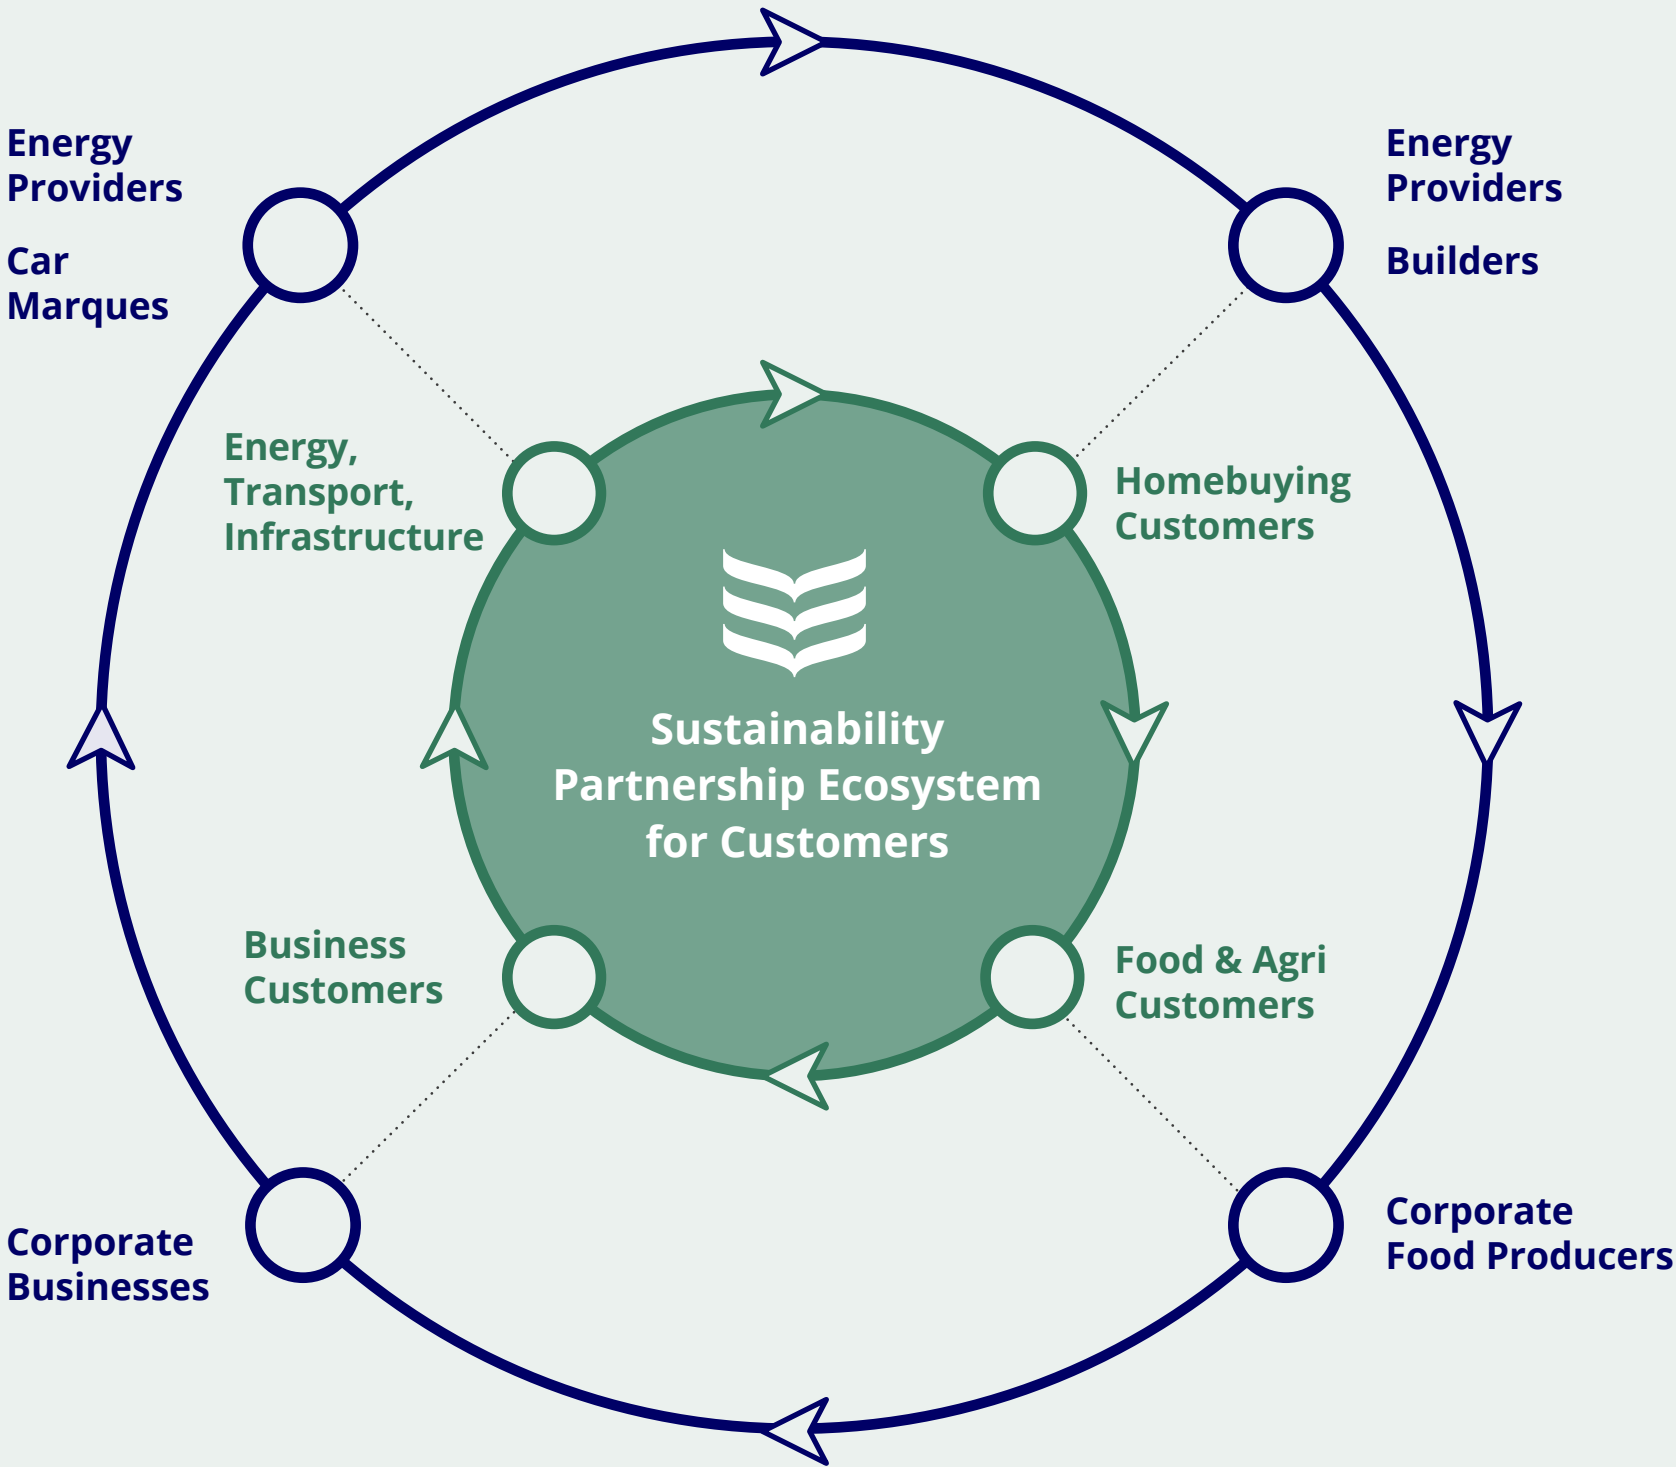 Energy
Providers
Car
Marques
Energy
Providers
Builders
Energy,
Transport,
Infrastructure
Homebuying
Customers
Sustainability
Partnership Ecosystem
for Customers
Business
Customers
Food & Agri
Customers
Corporate
Businesses
Corporate
Food Producers